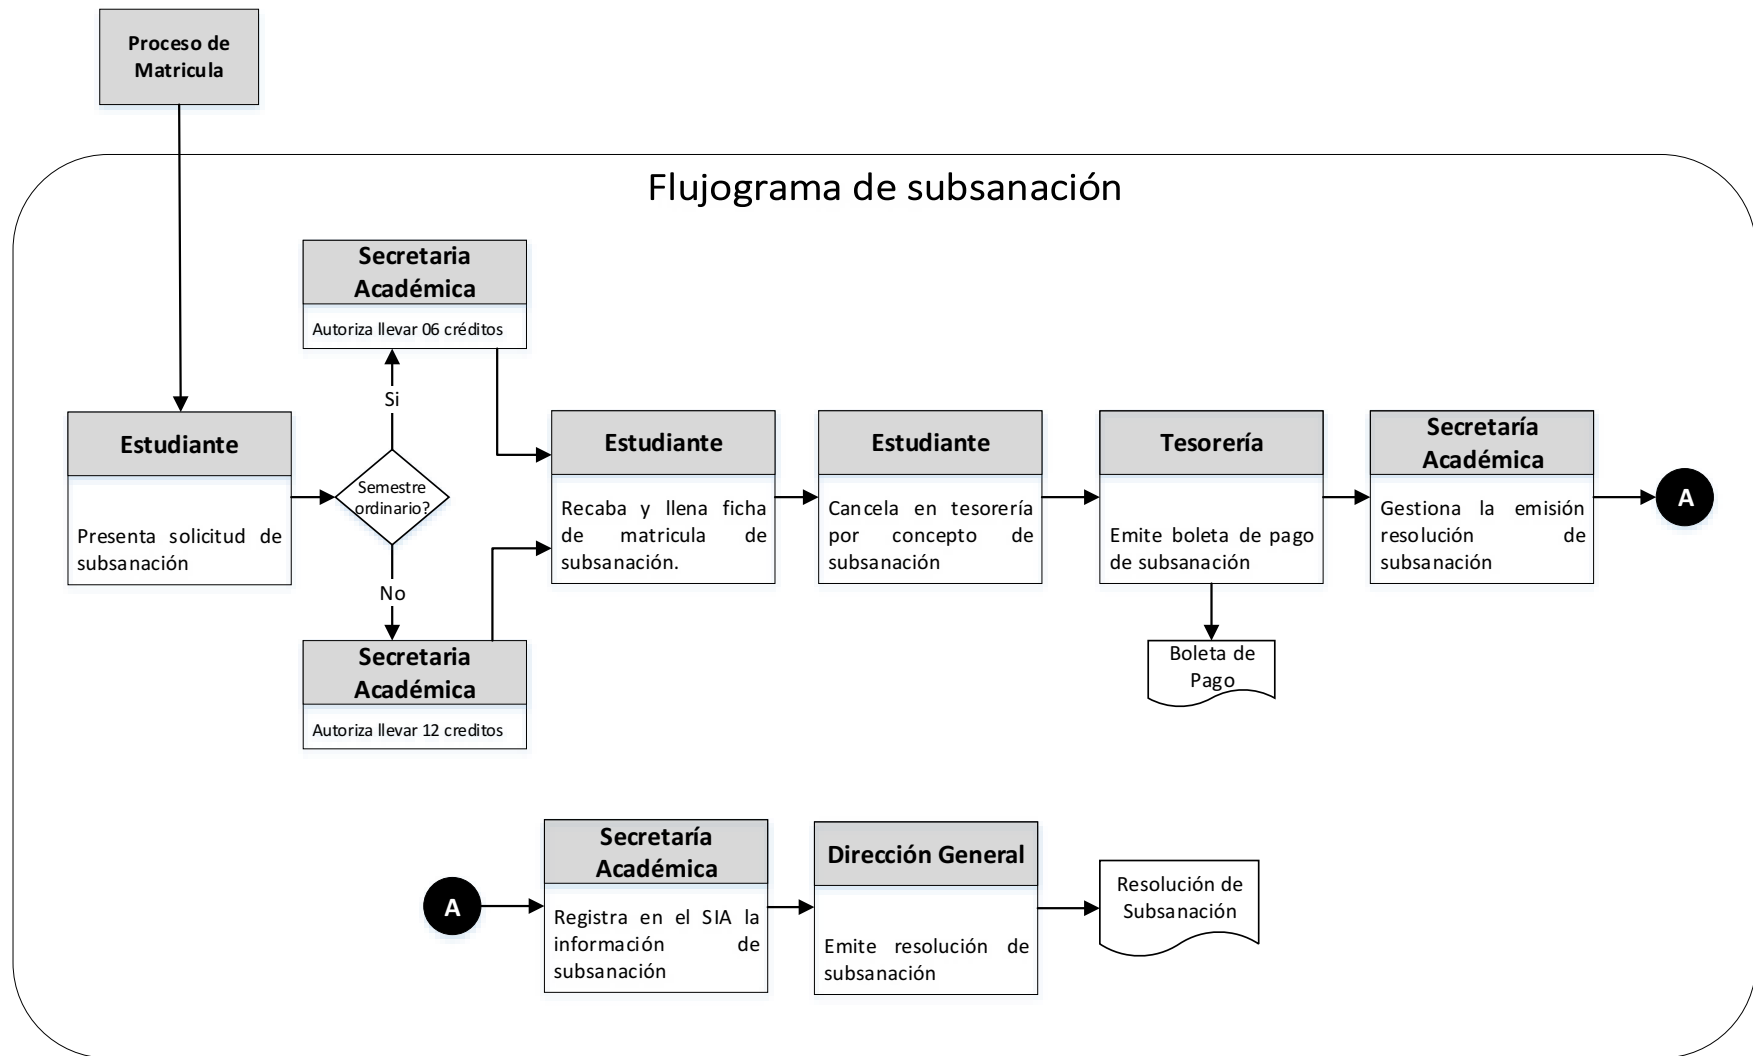 Proceso de
Matricula
Flujograma de subsanación
Secretaria
Académica
Autoriza llevar 06 créditos
Si
Estudiante
Presenta solicitud de
subsanación
Semestre
ordinario?
No
Secretaria
Académica
Autoriza llevar 12 creditos
Estudiante
Recaba y llena ficha
de matricula de
subsanación.
Estudiante
Cancela en tesorería
por concepto de
subsanación
Tesorería
Emite boleta de pago
de subsanación
Boleta de
Pago
Secretaría
Académica
Gestiona la emisión
resolución de
subsanación
A
A
Secretaría
Académica
Registra en el SIA la
información de
subsanación
Dirección General
Emite resolución de
subsanación
Resolución de
Subsanación